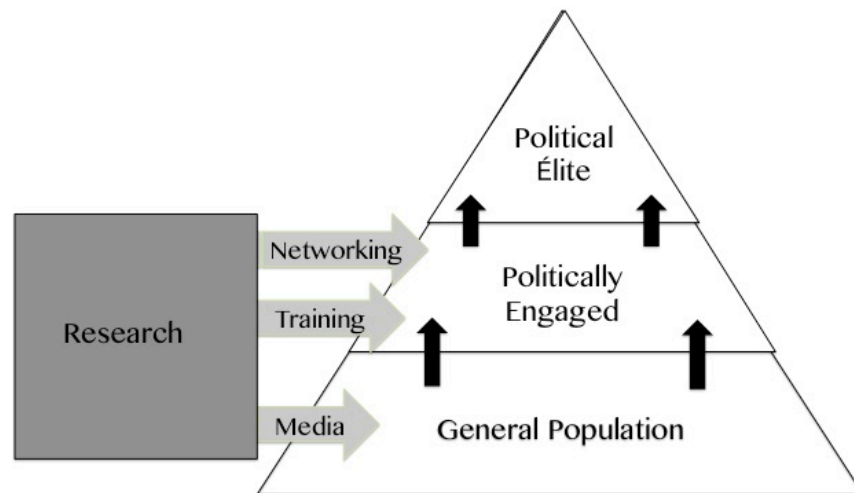 Political
Élite
Networking
Politically
Engaged
Training
Research
Media
General Population